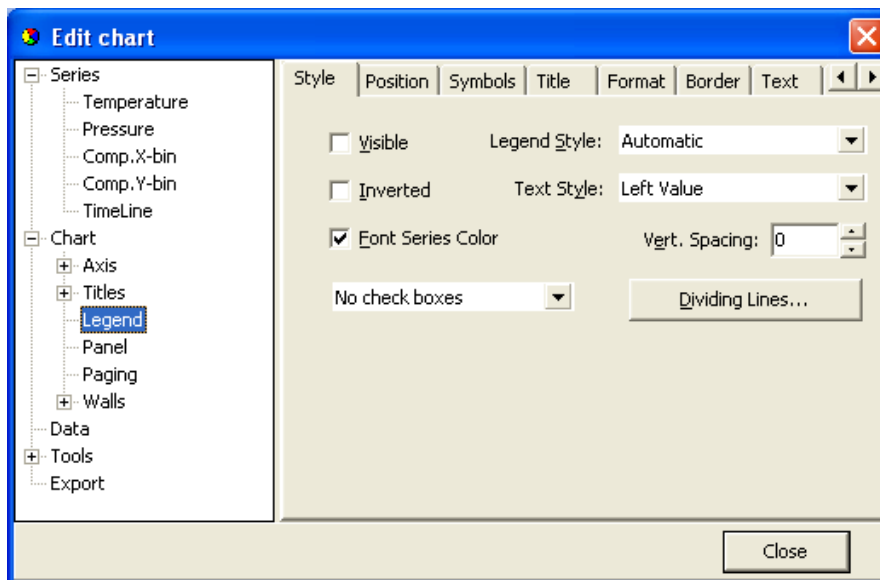 Edit chart
Series
Temperature
Pressure
Comp.X-bin
Comp.Y-bin
TimeLine
Chart
Axis
Titles
Legend
Panel
Paging
Walls
Data
Tools
Export
Style Position Symbols Title Format Border Text
Visible Legend Style: Automatic
Inverted Text Style: Left Value
Font Series Color Vert. Spacing: 0
No check boxes Dividing Lines...
Close